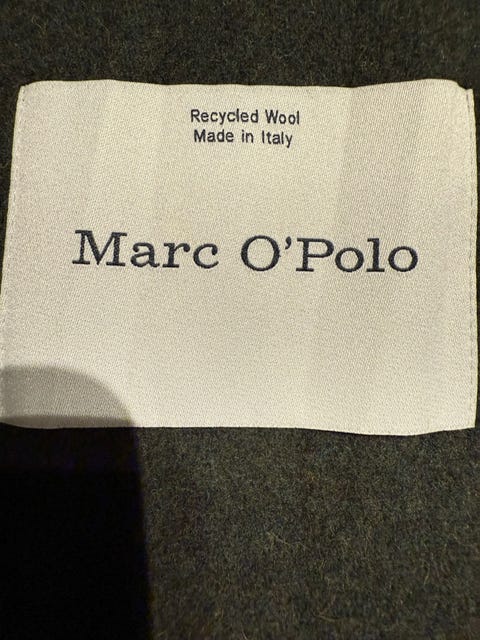 Recycled Wool
Made in Italy
Marc O'Polo